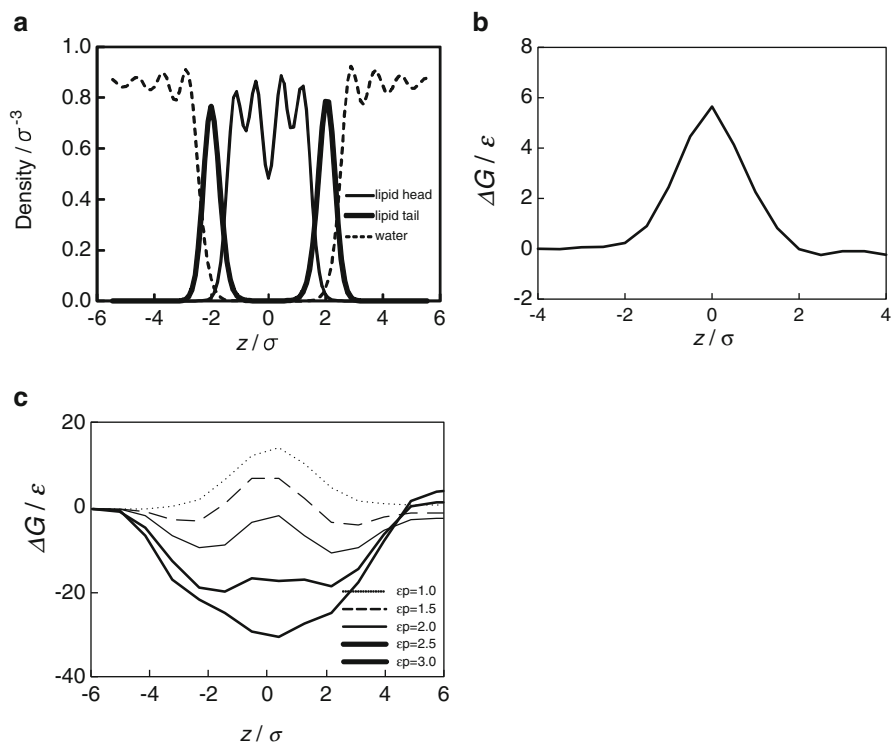 a
1.0
0.8
0.6
0.4
0.2
0.0
Density / σ⁻³
lipid head
lipid tail
water
-6 -4 -2 0 2 4 6
z / σ
b
8
6
4
2
0
-2
ΔG / ε
-4 -2 0 2 4
z / σ
c
20
0
-20
-40
ΔG / ε
εp=1.0
εp=1.5
εp=2.0
εp=2.5
εp=3.0
-6 -4 -2 0 2 4 6
z / σ